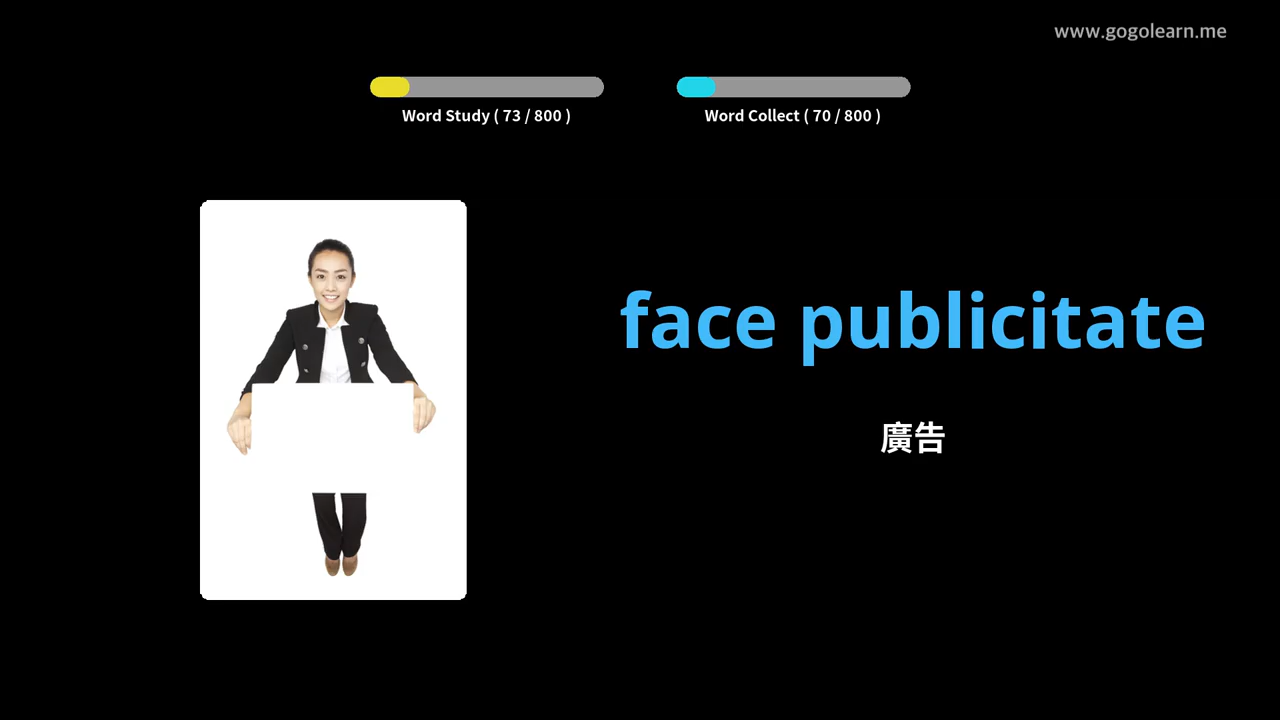 www.gogolearn.me
Word Study ( 73 / 800 )
Word Collect ( 70 / 800 )
face publicitate
廣告